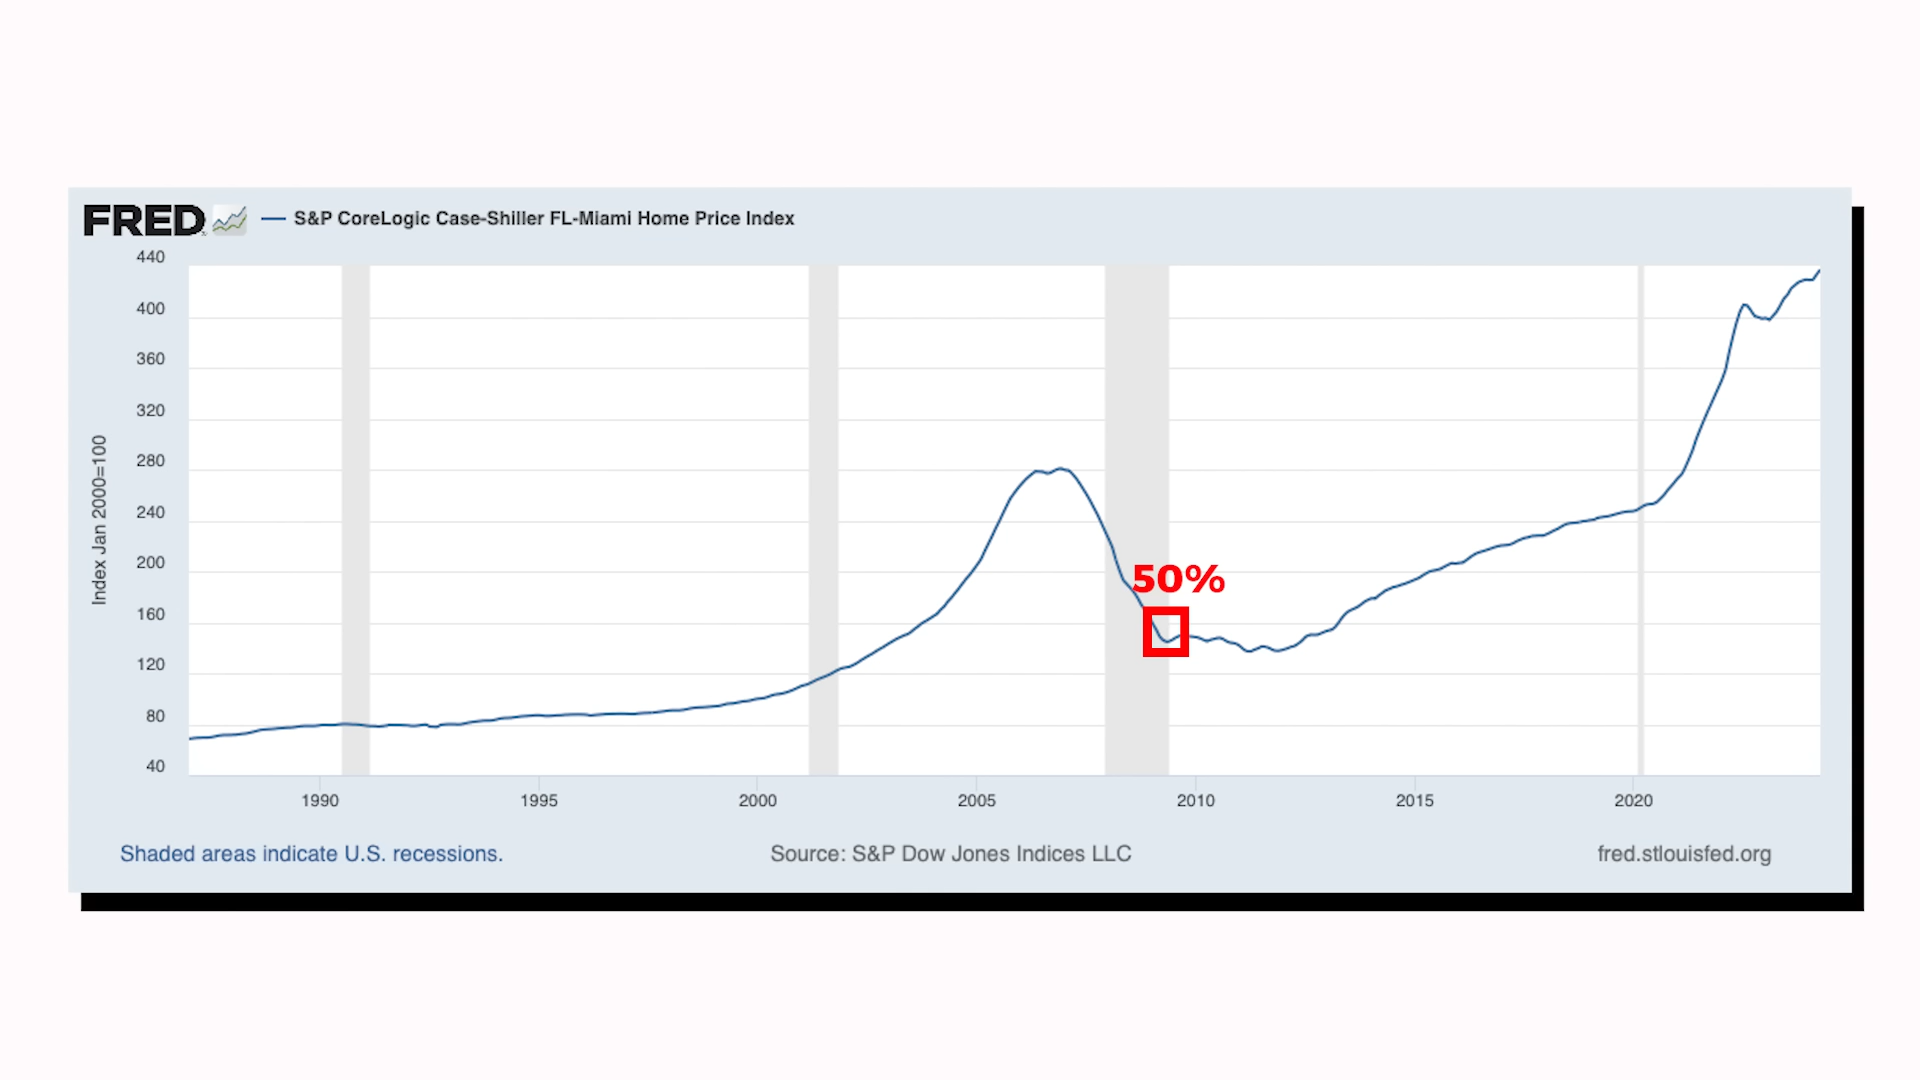 FRED
S&P CoreLogic Case-Shiller FL-Miami Home Price Index
440
400
360
320
280
240
200
160
120
80
40
Index Jan 2000=100
50%
1990 1995 2000 2005 2010 2015 2020
Shaded areas indicate U.S. recessions.
Source: S&P Dow Jones Indices LLC
fred.stlouisfed.org